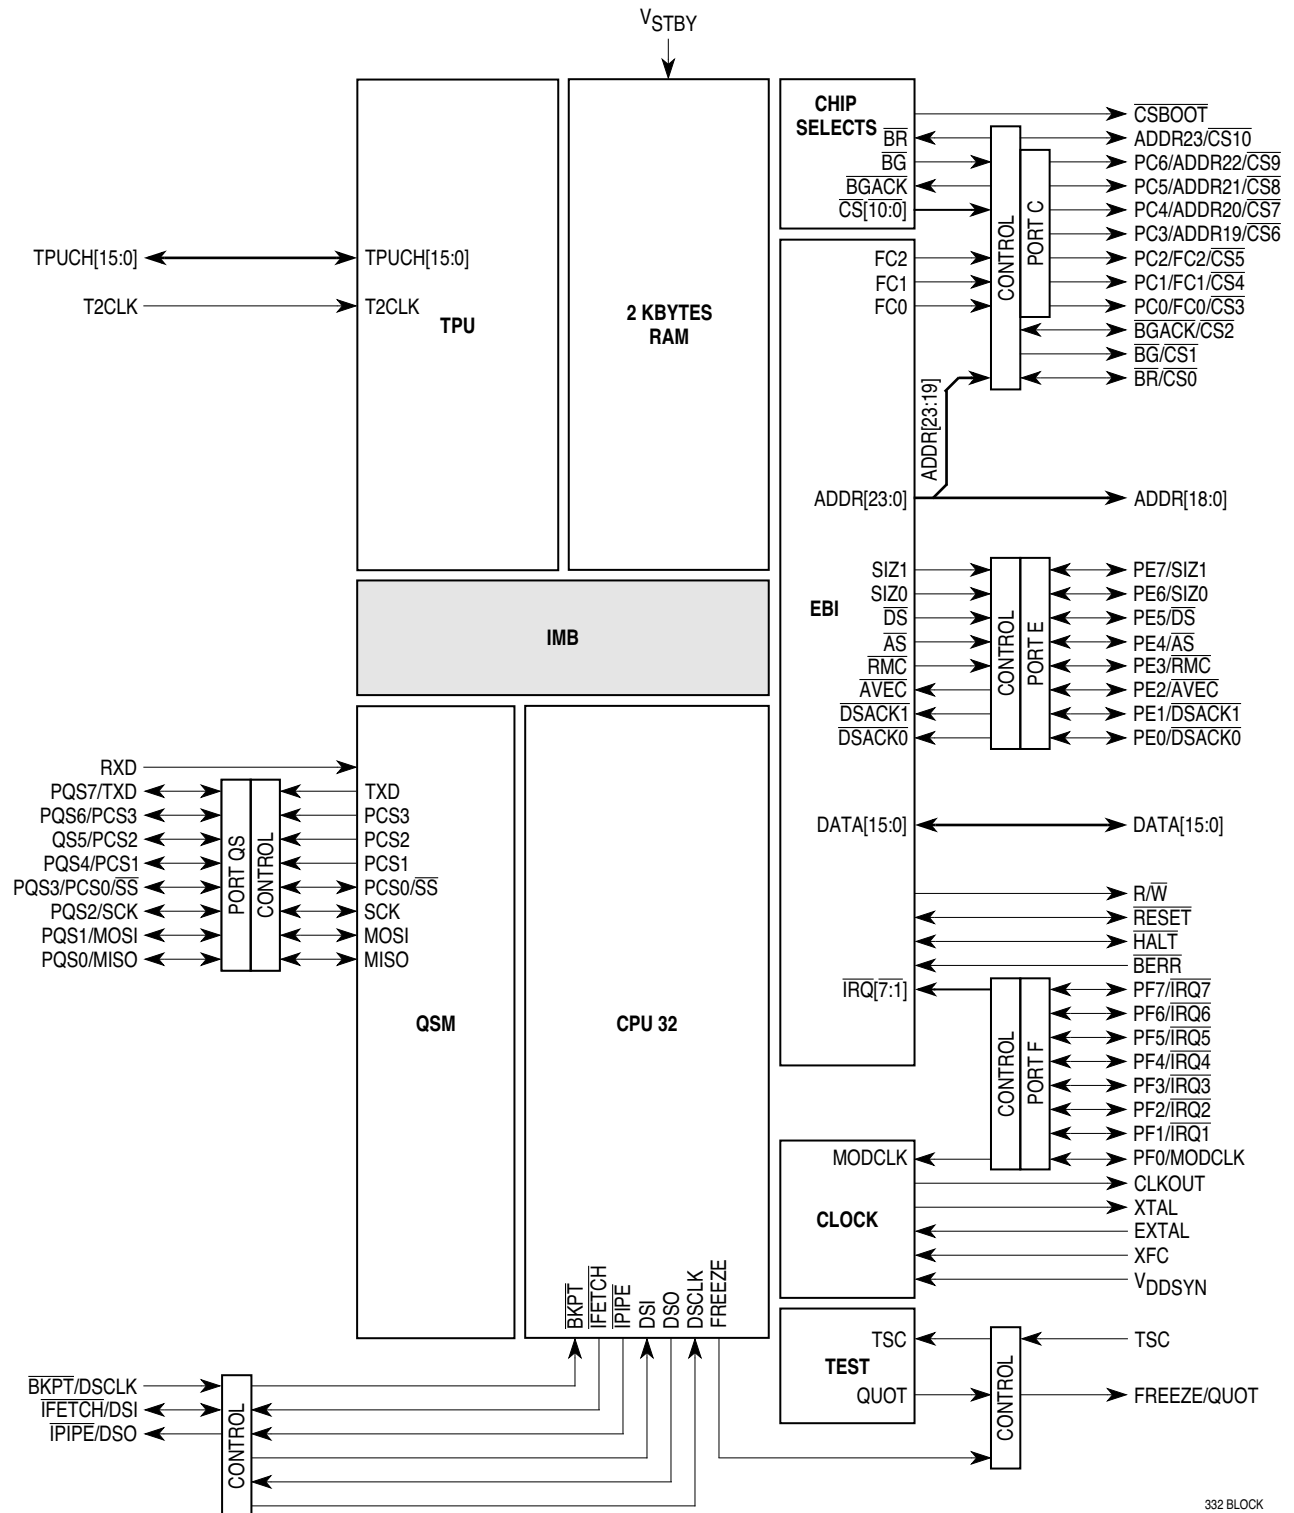 VSTBY
CHIP
SELECTS
BR
BG
BGACK
CS[10:0]
CONTROL
PORT C
CSBOOT
ADDR23/CS10
PC6/ADDR22/CS9
PC5/ADDR21/CS8
PC4/ADDR20/CS7
PC3/ADDR19/CS6
PC2/FC2/CS5
PC1/FC1/CS4
PC0/FC0/CS3
BGACK/CS2
BG/CS1
BR/CS0
TPUCH[15:0]
TPUCH[15:0]
T2CLK
T2CLK
TPU
2 KBYTES
RAM
FC2
FC1
FC0
ADDR[23:19]
ADDR[23:0]
ADDR[18:0]
EBI
SIZ1
SIZ0
DS
AS
RMC
AVEC
DSACK1
DSACK0
CONTROL
PORT E
PE7/SIZ1
PE6/SIZ0
PE5/DS
PE4/AS
PE3/RMC
PE2/AVEC
PE1/DSACK1
PE0/DSACK0
IMB
RXD
PQS7/TXD
PQS6/PCS3
QS5/PCS2
PQS4/PCS1
PQS3/PCS0/SS
PQS2/SCK
PQS1/MOSI
PQS0/MISO
PORT QS
CONTROL
TXD
PCS3
PCS2
PCS1
PCS0/SS
SCK
MOSI
MISO
QSM
CPU 32
DATA[15:0]
DATA[15:0]
R/W
RESET
HALT
BERR
IRQ[7:1]
CONTROL
PORT F
PF7/IRQ7
PF6/IRQ6
PF5/IRQ5
PF4/IRQ4
PF3/IRQ3
PF2/IRQ2
PF1/IRQ1
PF0/MODCLK
MODCLK
CLOCK
CLKOUT
XTAL
EXTAL
XFC
VDDSYN
BKPT
IFETCH
IPIPE
DSI
DSO
DSCLK
FREEZE
TSC
TEST
QUOT
CONTROL
TSC
FREEZE/QUOT
BKPT/DSCLK
IFETCH/DSI
IPIPE/DSO
CONTROL
332 BLOCK